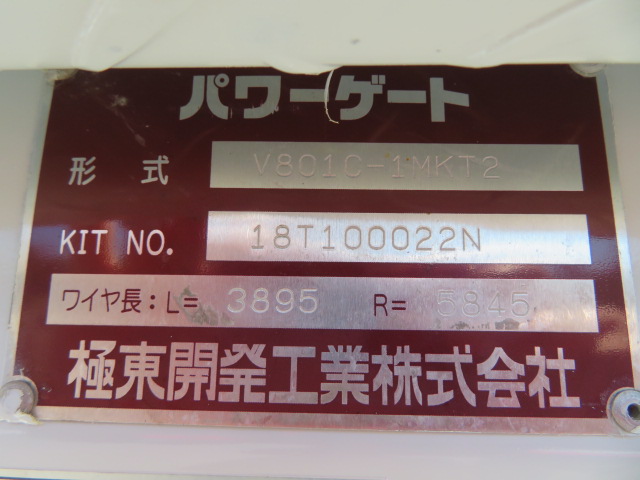 パワーゲート
形式 V801C-1MKT2
KIT NO. 18T100022N
ワイヤ長：L= 3895 R= 5845
極東開発工業株式会社